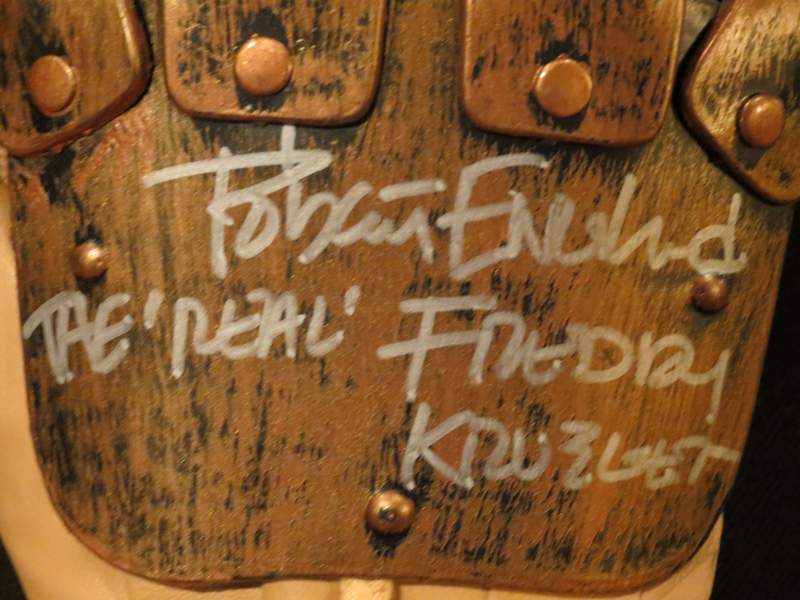 Robert Englund
THE 'REAL' FREDDY
KRUEGER